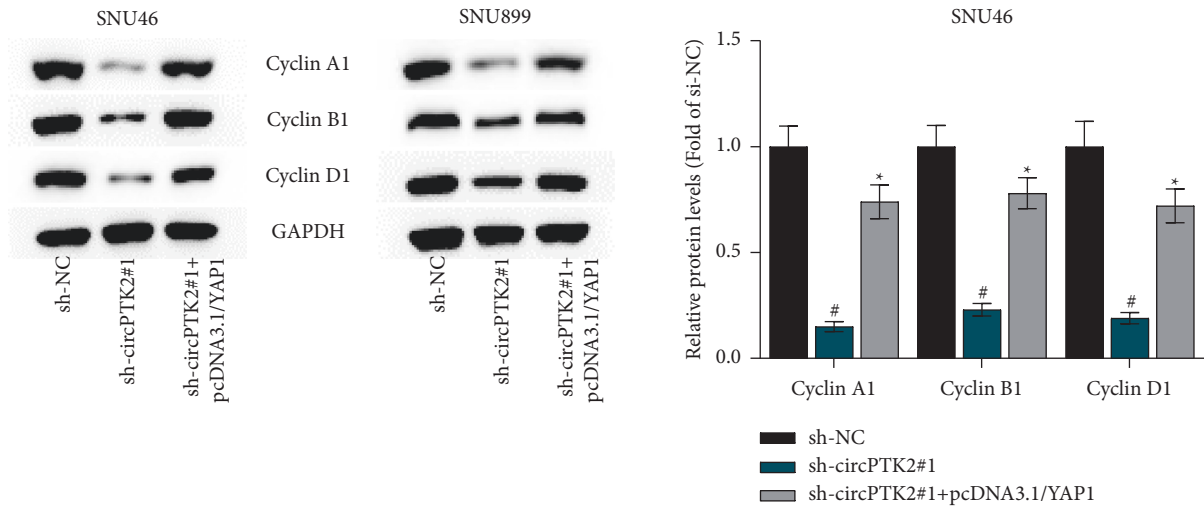 SNU46
SNU899
Cyclin A1
Cyclin B1
Cyclin D1
GAPDH
sh-NC
sh-circPTK2#1
sh-circPTK2#1+
pcDNA3.1/YAP1
sh-NC
sh-circPTK2#1
sh-circPTK2#1+
pcDNA3.1/YAP1
SNU46
Relative protein levels (Fold of si-NC)
1.5
1.0
0.5
0.0
# * # * # *
Cyclin A1 Cyclin B1 Cyclin D1
sh-NC
sh-circPTK2#1
sh-circPTK2#1+pcDNA3.1/YAP1